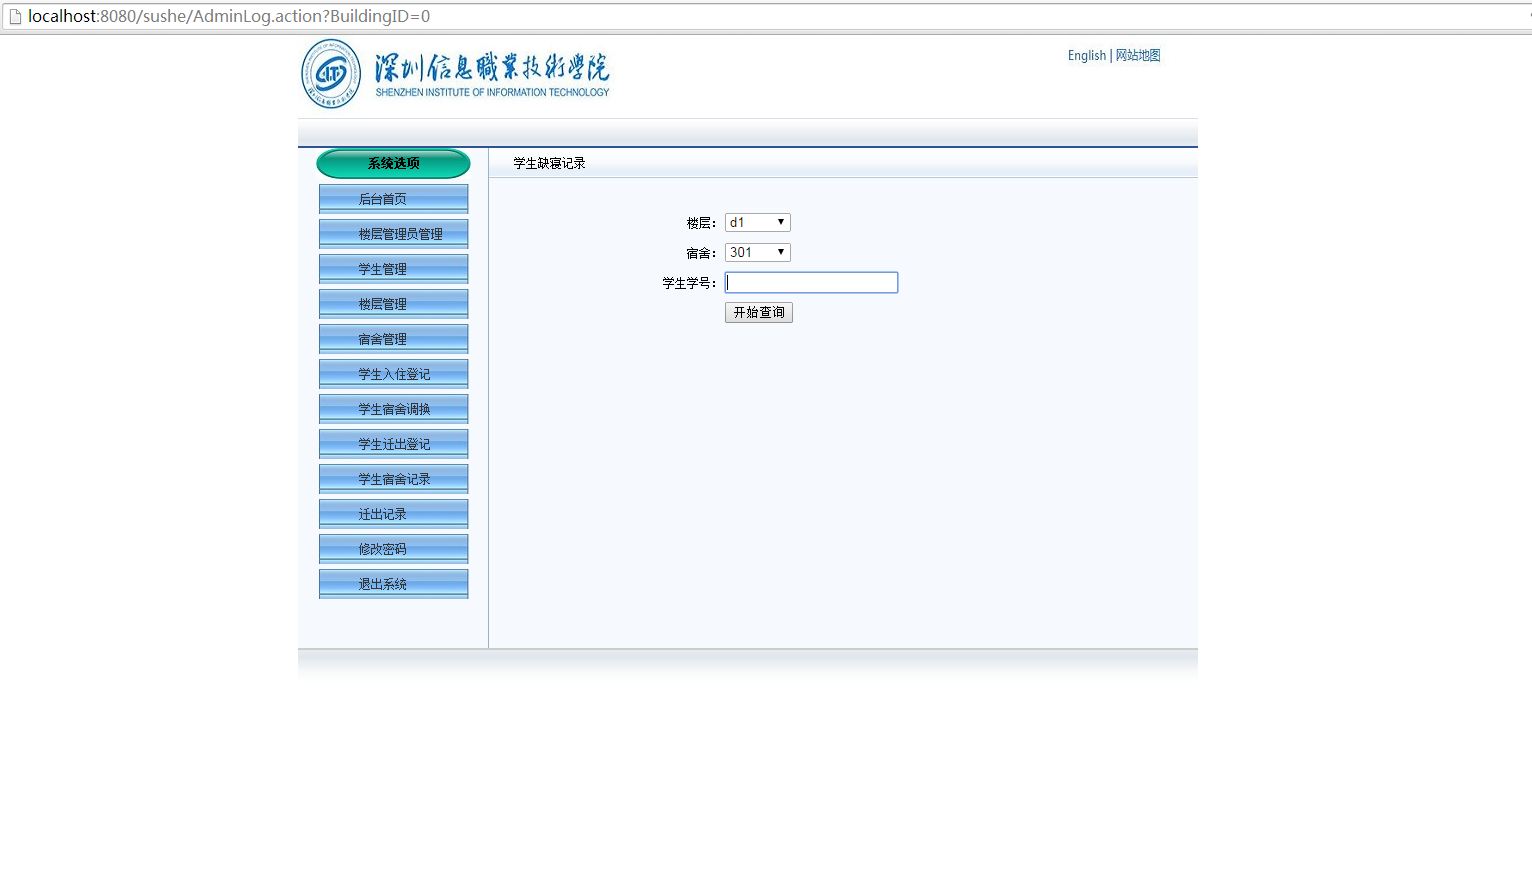 localhost:8080/sushe/AdminLog.action?BuildingID=0
深圳信息職業技術學院
SHENZHEN INSTITUTE OF INFORMATION TECHNOLOGY
English | 网站地图
系统选项
学生缺寝记录
后台首页
楼层管理员管理
学生管理
楼层管理
宿舍管理
学生入住登记
学生宿舍调换
学生迁出登记
学生宿舍记录
迁出记录
修改密码
退出系统
楼层： d1
宿舍： 301
学生学号：
开始查询